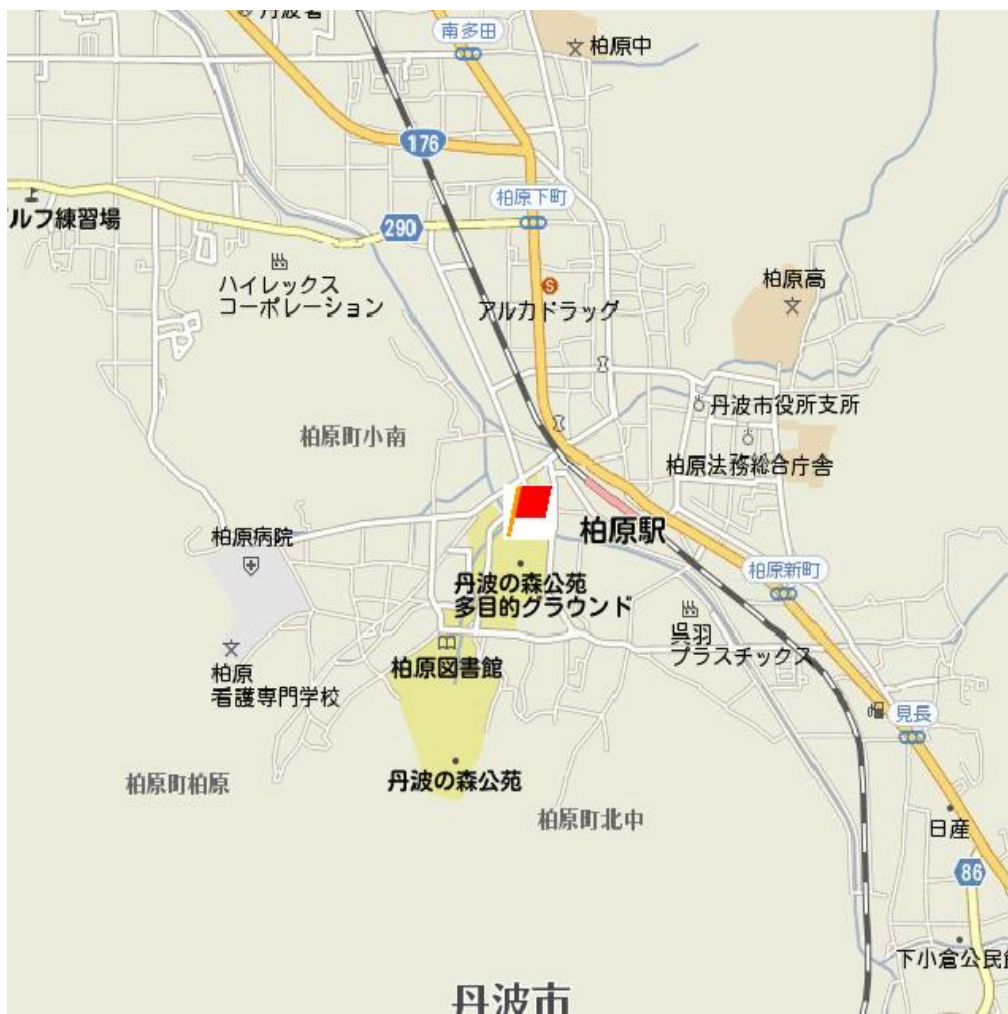 丹波署
南多田
柏原中
176
柏原下町
290
ルフ練習場
ハイレックス
コーポレーション
柏原高
S
アルカドラッグ
丹波市役所支所
柏原町小南
柏原法務総合庁舎
柏原駅
柏原病院
柏原新町
丹波の森公苑
多目的グラウンド
呉羽
プラスチックス
柏原図書館
柏原
看護専門学校
見長
丹波の森公苑
柏原町柏原
柏原町北中
日産
86
下小倉公民館
丹波市